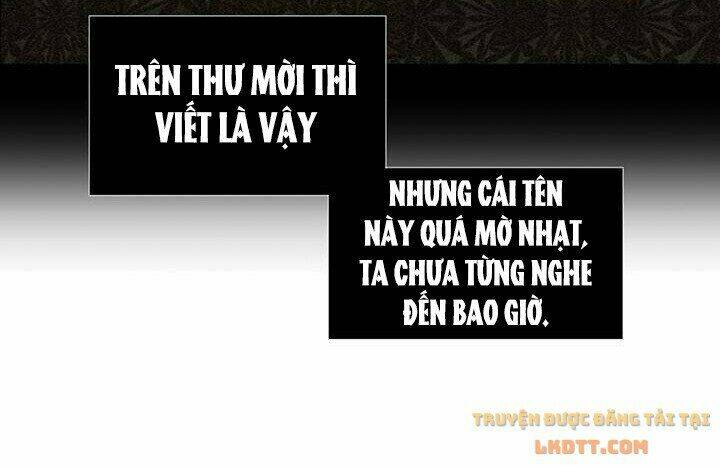 TRÊN THƯ MỜI THÌ
VIẾT LÀ VẬY
NHƯNG CÁI TÊN
NÀY QUÁ MỜ NHẠT,
TA CHƯA TỪNG NGHE
ĐẾN BAO GIỜ.
TRUYỆN ĐƯỢC ĐĂNG TẢI TẠI
LKDTT.COM